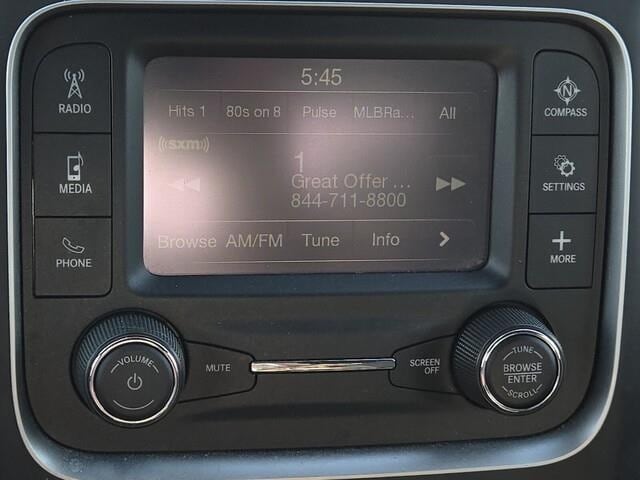 5:45
Hits 1 80s on 8 Pulse MLBRa... All
((sxm))
1
Great Offer ...
844-711-8800
Browse AM/FM Tune Info
RADIO
MEDIA
PHONE
COMPASS
SETTINGS
MORE
VOLUME
MUTE
SCREEN
OFF
TUNE
BROWSE
ENTER
SCROLL